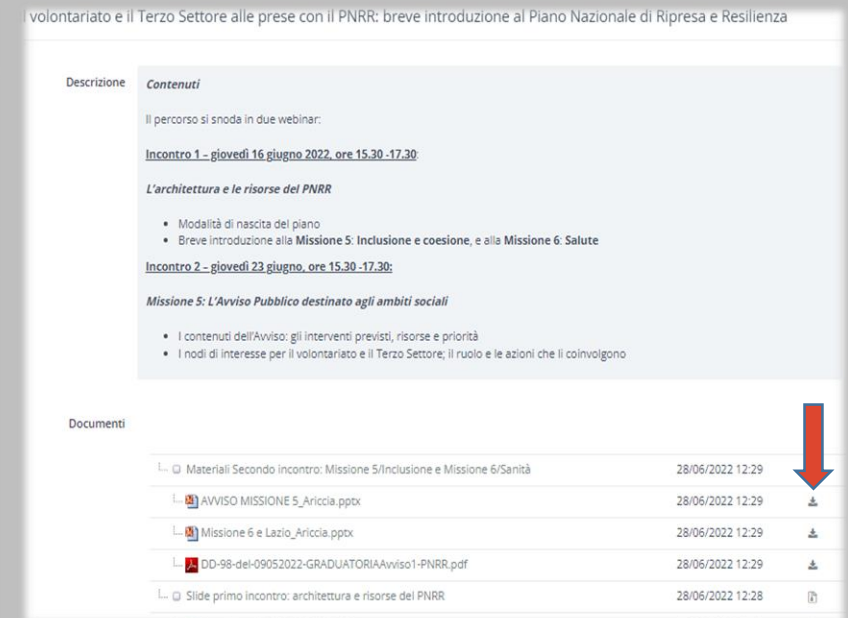 l volontariato e il Terzo Settore alle prese con il PNRR: breve introduzione al Piano Nazionale di Ripresa e Resilienza
Descrizione
Contenuti
Il percorso si snoda in due webinar:
Incontro 1 – giovedì 16 giugno 2022, ore 15.30 -17.30:
L'architettura e le risorse del PNRR
• Modalità di nascita del piano
• Breve introduzione alla Missione 5: Inclusione e coesione, e alla Missione 6: Salute
Incontro 2 – giovedì 23 giugno, ore 15.30 -17.30:
Missione 5: L'Avviso Pubblico destinato agli ambiti sociali
• I contenuti dell'Avviso: gli interventi previsti, risorse e priorità
• I nodi di interesse per il volontariato e il Terzo Settore; il ruolo e le azioni che li coinvolgono
Documenti
Materiali Secondo incontro: Missione 5/Inclusione e Missione 6/Sanità 28/06/2022 12:29
AVVISO MISSIONE 5_Ariccia.pptx 28/06/2022 12:29
Missione 6 e Lazio_Ariccia.pptx 28/06/2022 12:29
DD-98-del-09052022-GRADUATORIAAvviso1-PNRR.pdf 28/06/2022 12:29
Slide primo incontro: architettura e risorse del PNRR 28/06/2022 12:28